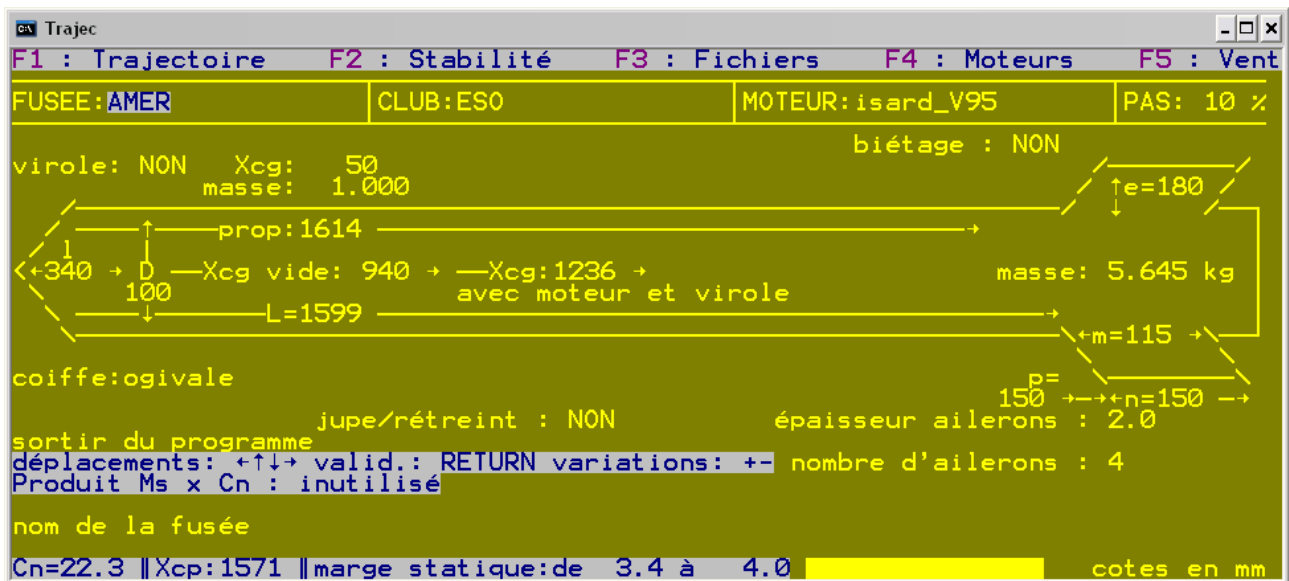 Trajec
F1 : Trajectoire F2 : Stabilité F3 : Fichiers F4 : Moteurs F5 : Vent
FUSEE:AMER CLUB:ESO MOTEUR:isard_V95 PAS: 10 %
biétage : NON
virole: NON Xcg: 50
masse: 1.000
↑e=180
↓
prop:1614 →
l
<←340 → D —Xcg vide: 940 → —Xcg:1236 → masse: 5.645 kg
100 avec moteur et virole
L=1599 →
←m=115 →
coiffe:ogivale
p=
150 →—→←n=150 —→
jupe/rétreint : NON épaisseur ailerons : 2.0
sortir du programme
déplacements: ←↑↓→ valid.: RETURN variations: +- nombre d'ailerons : 4
Produit Ms x Cn : inutilisé
nom de la fusée
Cn=22.3 ‖Xcp:1571 ‖marge statique:de 3.4 à 4.0 cotes en mm